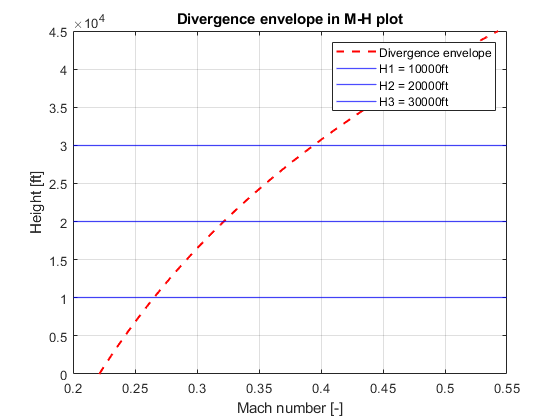 Divergence envelope in M-H plot
×10⁴
4.5
4
3.5
3
2.5
2
1.5
1
0.5
0
Height [ft]
Divergence envelope
H1 = 10000ft
H2 = 20000ft
H3 = 30000ft
0.2 0.25 0.3 0.35 0.4 0.45 0.5 0.55
Mach number [-]